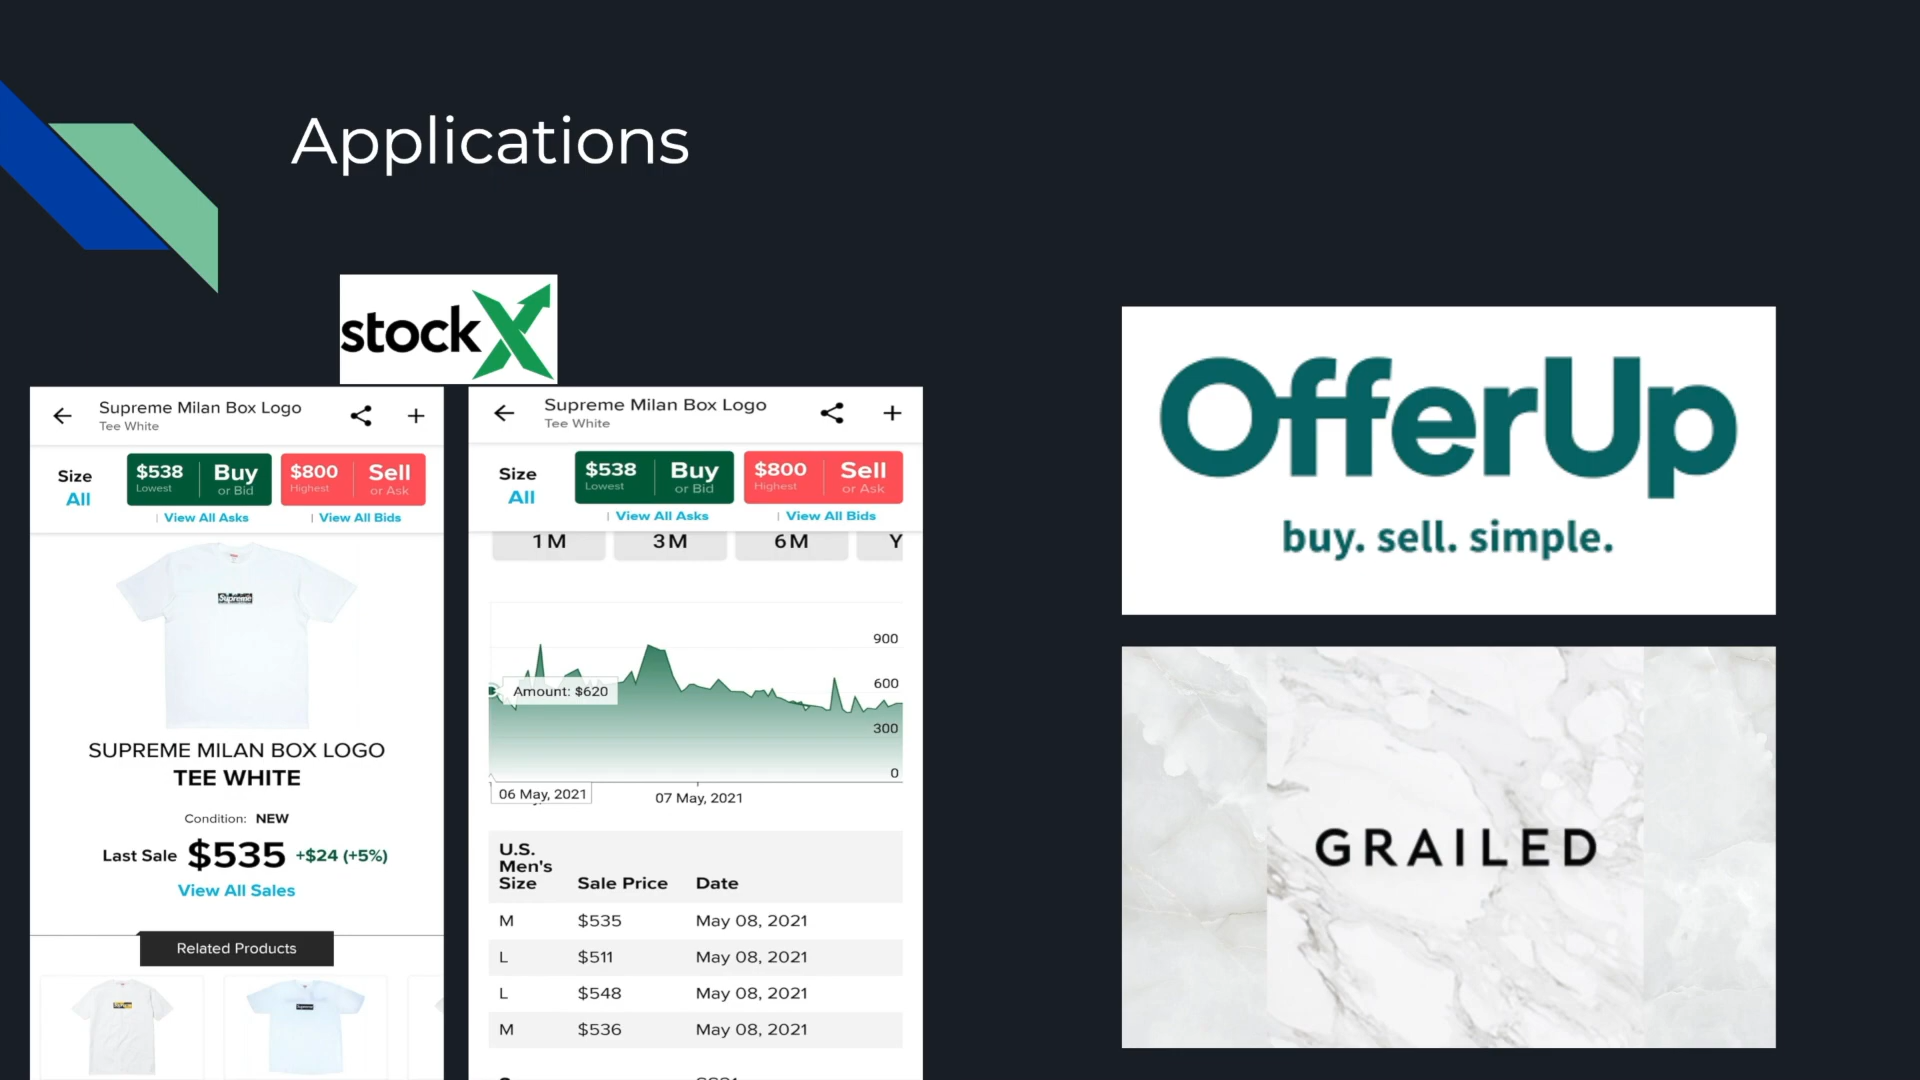 Applications
stockX
Supreme Milan Box Logo
Tee White
Size
All
$538
Lowest
Buy
or Bid
$800
Highest
Sell
or Ask
View All Asks
View All Bids
Supreme
SUPREME MILAN BOX LOGO
TEE WHITE
Condition: NEW
Last Sale $535 +$24 (+5%)
View All Sales
Related Products
Supreme Milan Box Logo
Tee White
Size
All
$538
Lowest
Buy
or Bid
$800
Highest
Sell
or Ask
View All Asks
View All Bids
1M 3M 6M Y
900
600
300
0
Amount: $620
06 May, 2021
07 May, 2021
U.S.
Men's
Size Sale Price Date
M $535 May 08, 2021
L $511 May 08, 2021
L $548 May 08, 2021
M $536 May 08, 2021
OfferUp
buy. sell. simple.
GRAILED